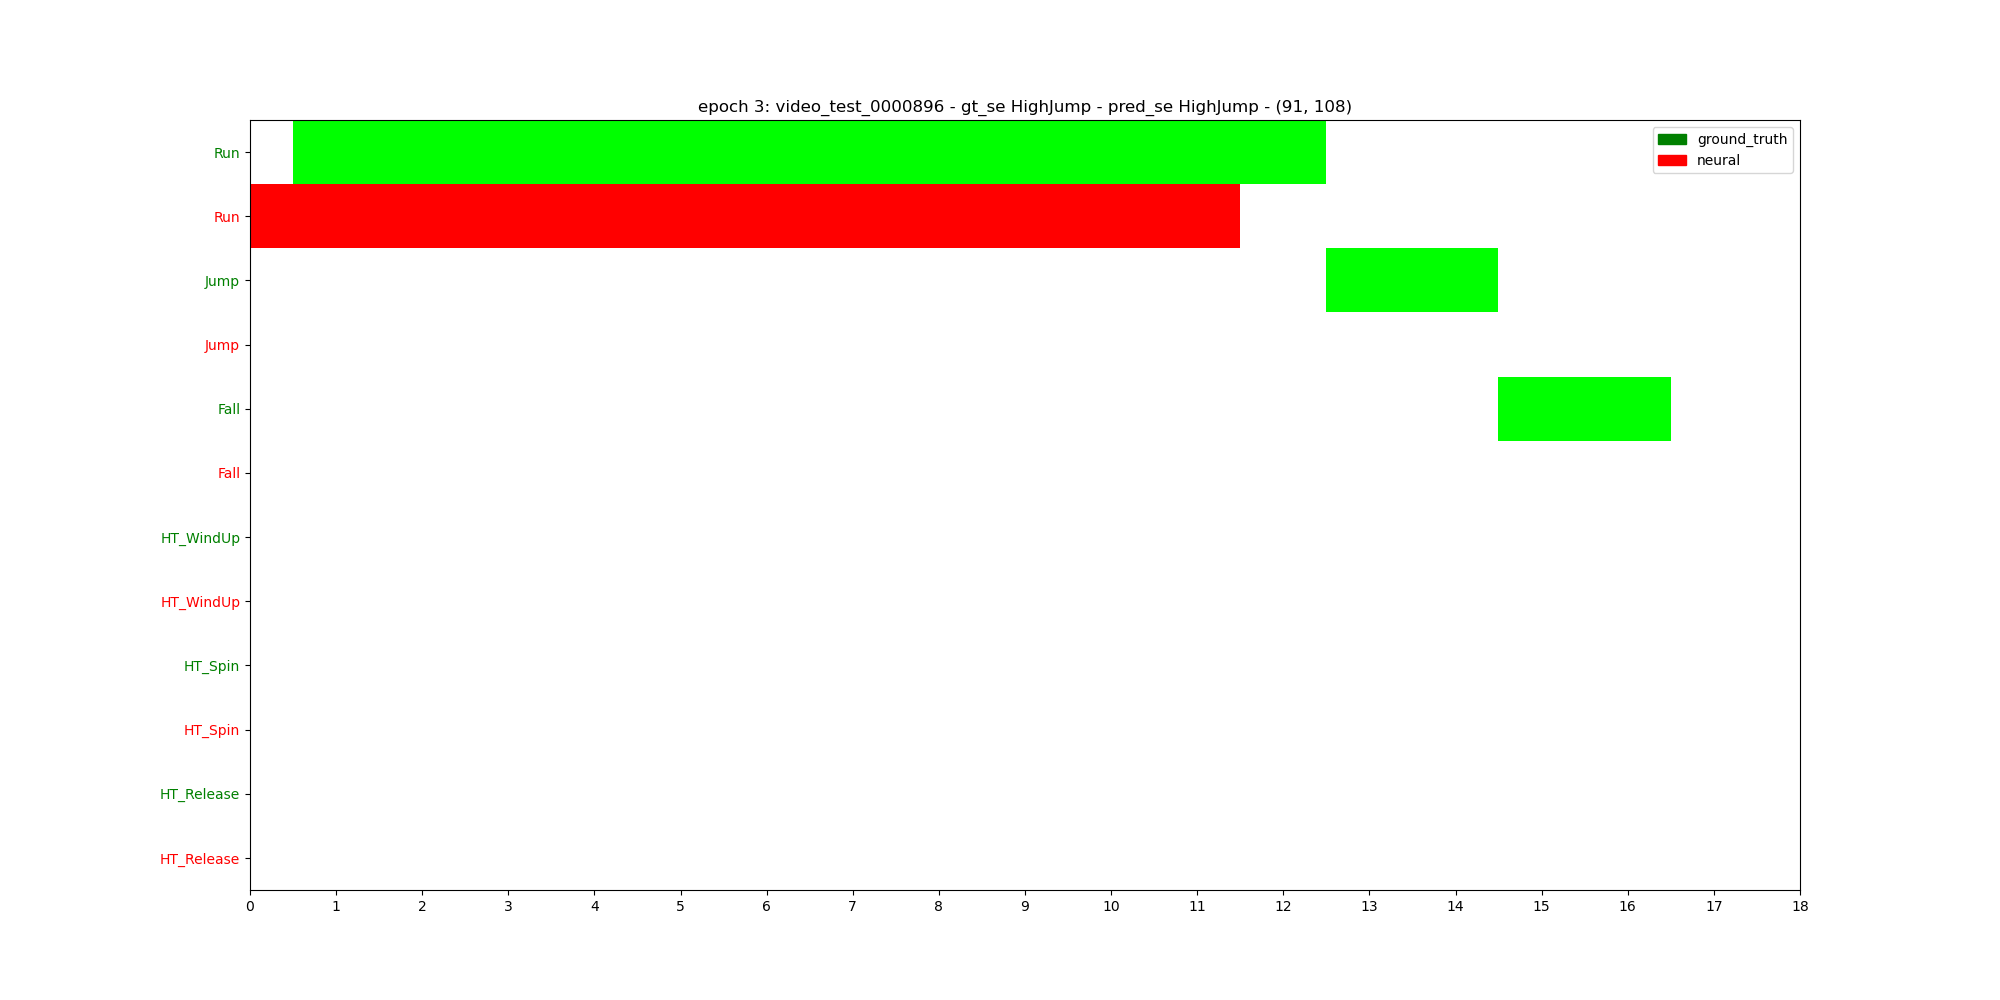 epoch 3: video_test_0000896 - gt_se HighJump - pred_se HighJump - (91, 108)
ground_truth
neural
Run
Run
Jump
Jump
Fall
Fall
HT_WindUp
HT_WindUp
HT_Spin
HT_Spin
HT_Release
HT_Release
0 1 2 3 4 5 6 7 8 9 10 11 12 13 14 15 16 17 18